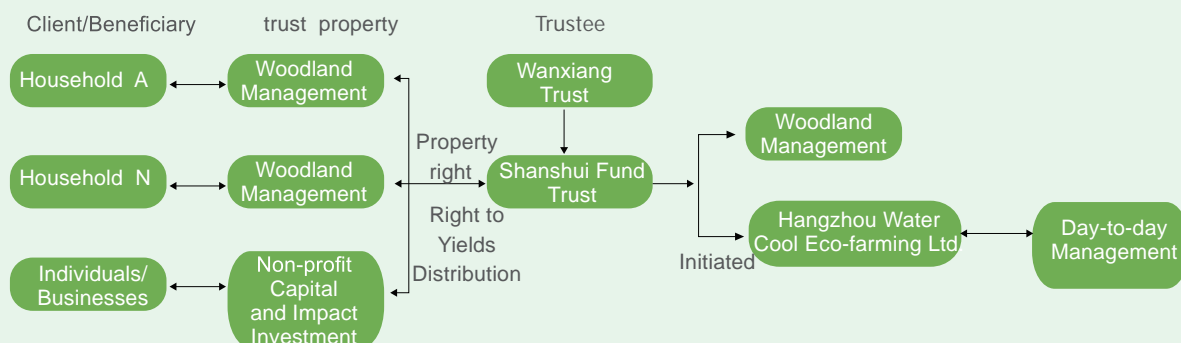 Client/Beneficiary
trust property
Trustee
Household A
Woodland
Management
Wanxiang
Trust
Woodland
Management
Property
right
Household N
Woodland
Management
Shanshui Fund
Trust
Right to
Yields
Distribution
Hangzhou Water
Cool Eco-farming Ltd
Day-to-day
Management
Initiated
Individuals/
Businesses
Non-profit
Capital
and Impact
Investment